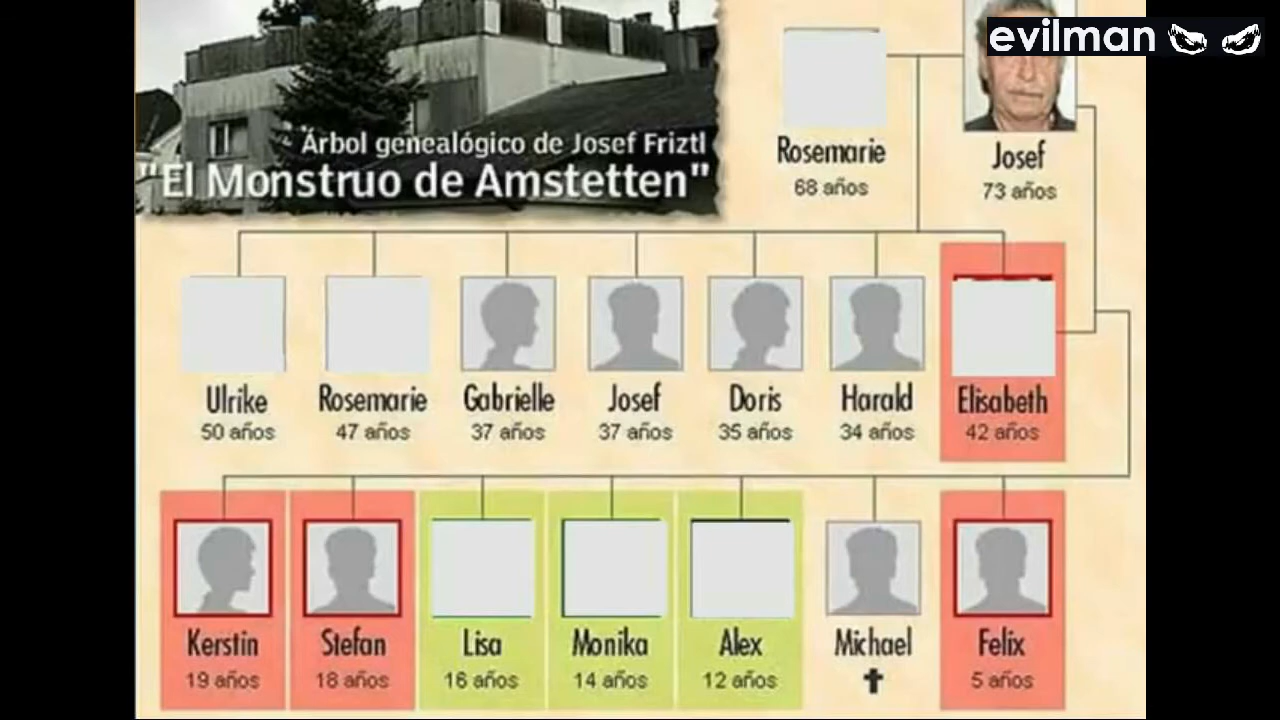 evilman
Árbol genealógico de Josef Friztl
"El Monstruo de Amstetten"
Rosemarie
68 años
Josef
73 años
Ulrike
50 años
Rosemarie
47 años
Gabrielle
37 años
Josef
37 años
Doris
35 años
Harald
34 años
Elisabeth
42 años
Kerstin
19 años
Stefan
18 años
Lisa
16 años
Monika
14 años
Alex
12 años
Michael
Felix
5 años